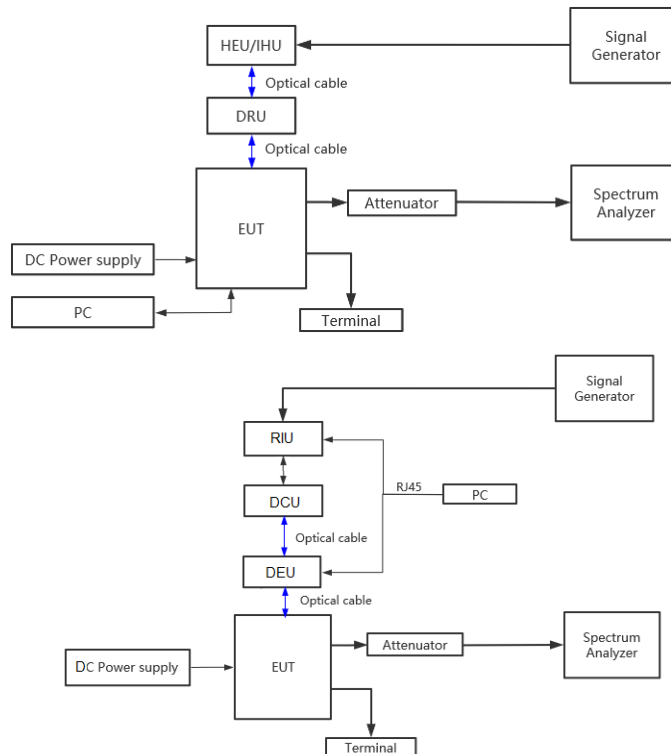 HEU/IHU
Signal
Generator
Optical cable
DRU
Optical cable
EUT
Attenuator
Spectrum
Analyzer
DC Power supply
PC
Terminal
Signal
Generator
RIU
RJ45
PC
DCU
Optical cable
DEU
Optical cable
EUT
Attenuator
Spectrum
Analyzer
DC Power supply
Terminal